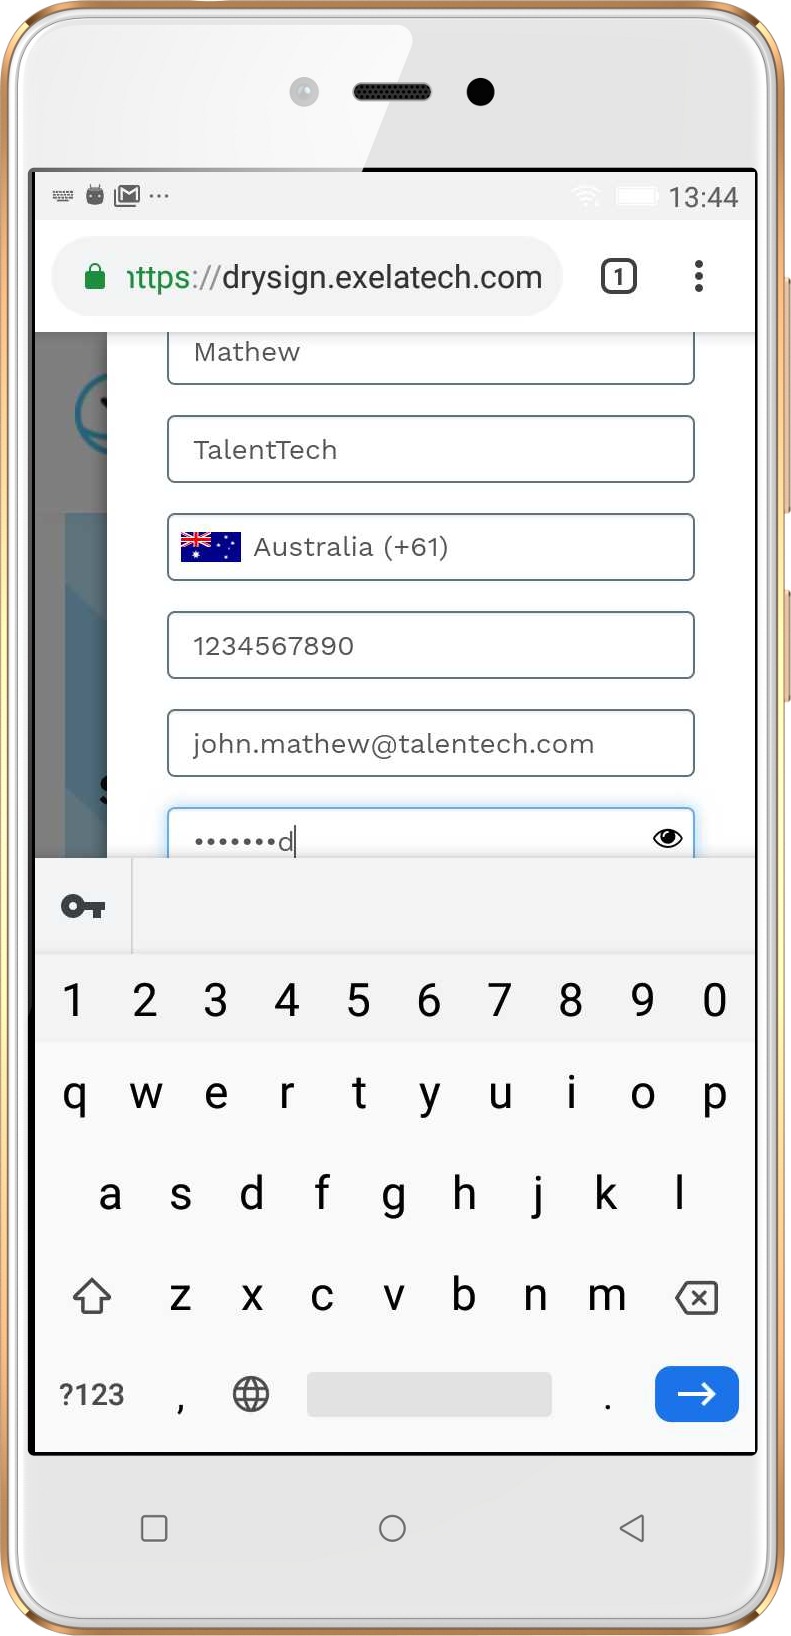 13:44
https://drysign.exelatech.com
1
Mathew
TalentTech
Australia (+61)
1234567890
john.mathew@talentech.com
•••••••d
1 2 3 4 5 6 7 8 9 0
q w e r t y u i o p
a s d f g h j k l
z x c v b n m
?123 , .